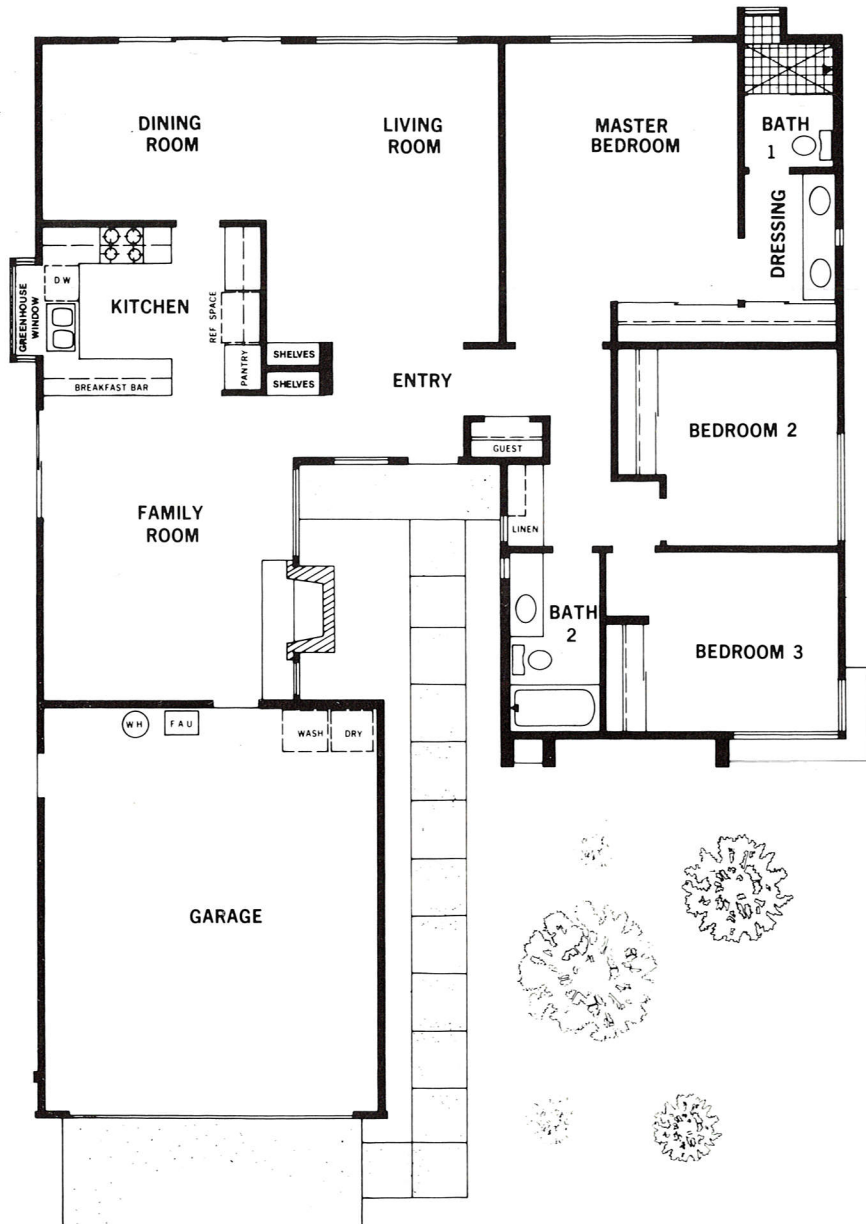 DINING
ROOM
LIVING
ROOM
MASTER
BEDROOM
BATH
1
DRESSING
GREENHOUSE
WINDOW
DW
KITCHEN
REF SPACE
PANTRY
SHELVES
SHELVES
BREAKFAST BAR
ENTRY
GUEST
BEDROOM 2
FAMILY
ROOM
LINEN
BATH
2
BEDROOM 3
WH
FAU
WASH
DRY
GARAGE